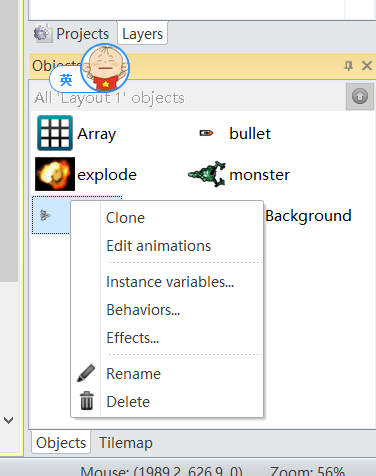 Projects Layers
Objec
英
All 'Layout 1' objects
Array bullet
explode monster
Background
Clone
Edit animations
Instance variables...
Behaviors...
Effects...
Rename
Delete
Objects Tilemap
Mouse: (1989.2, 626.9, 0) Zoom: 56%